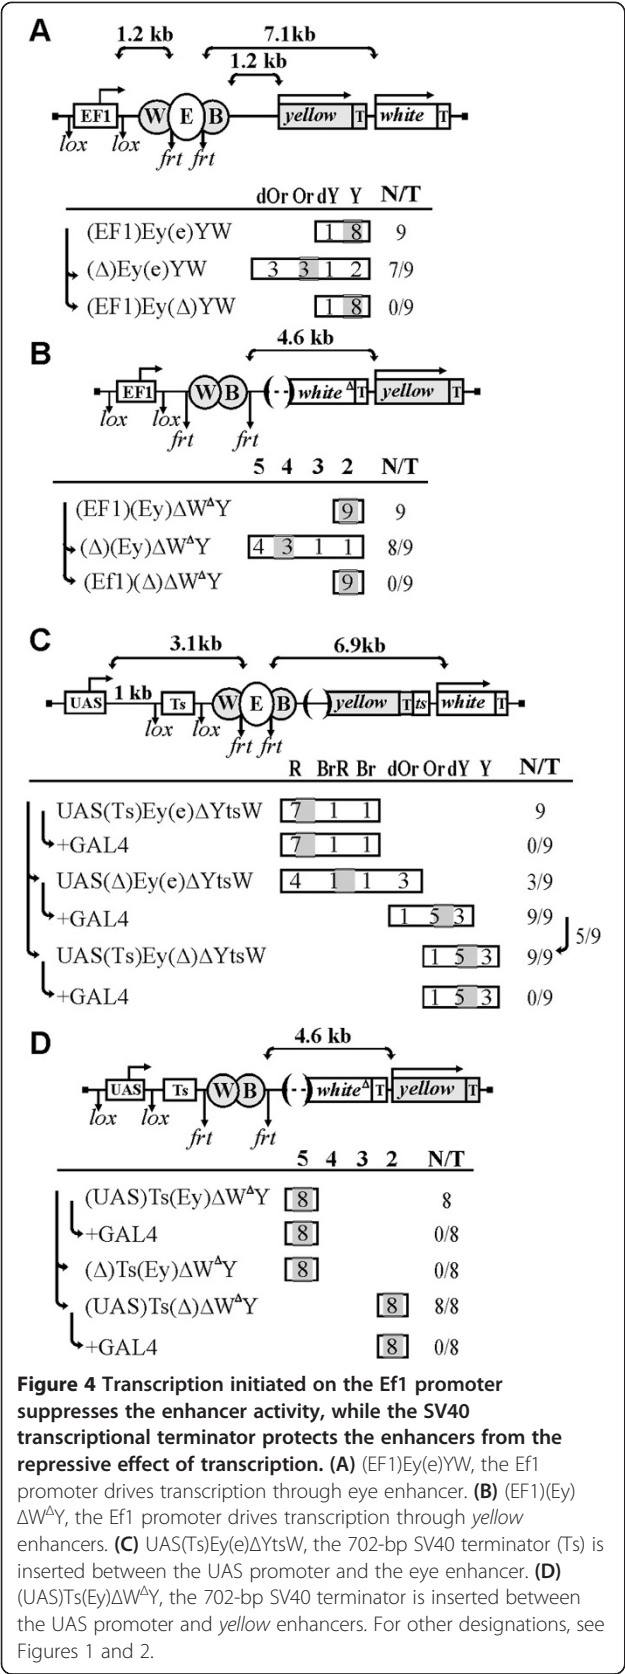 A
1.2 kb 7.1kb
1.2 kb
EF1 W E B yellow T white T
lox lox frt frt
dOr Or dY Y N/T
(EF1)Ey(e)YW 1 8 9
(Δ)Ey(e)YW 3 3 1 2 7/9
(EF1)Ey(Δ)YW 1 8 0/9
B
4.6 kb
EF1 W B (--) white Δ T yellow T
lox lox frt frt
5 4 3 2 N/T
(EF1)(Ey)ΔW^ΔY 9 9
(Δ)(Ey)ΔW^ΔY 4 3 1 1 8/9
(Ef1)(Δ)ΔW^ΔY 9 0/9
C
3.1kb 6.9kb
UAS 1 kb Ts W E B ( ) yellow T ts white T
lox lox frt frt
R BrR Br dOr Or dY Y N/T
UAS(Ts)Ey(e)ΔYtsW 7 1 1 9
+GAL4 7 1 1 0/9
UAS(Δ)Ey(e)ΔYtsW 4 1 1 3 3/9
+GAL4 1 5 3 9/9
5/9
UAS(Ts)Ey(Δ)ΔYtsW 1 5 3 9/9
+GAL4 1 5 3 0/9
D
4.6 kb
UAS Ts W B (--) white Δ T yellow T
lox lox frt frt
5 4 3 2 N/T
(UAS)Ts(Ey)ΔW^ΔY 8 8
+GAL4 8 0/8
(Δ)Ts(Ey)ΔW^ΔY 8 0/8
(UAS)Ts(Δ)ΔW^ΔY 8 8/8
+GAL4 8 0/8
Figure 4 Transcription initiated on the Ef1 promoter
suppresses the enhancer activity, while the SV40
transcriptional terminator protects the enhancers from the
repressive effect of transcription. (A) (EF1)Ey(e)YW, the Ef1
promoter drives transcription through eye enhancer. (B) (EF1)(Ey)
ΔW^ΔY, the Ef1 promoter drives transcription through yellow
enhancers. (C) UAS(Ts)Ey(e)ΔYtsW, the 702-bp SV40 terminator (Ts) is
inserted between the UAS promoter and the eye enhancer. (D)
(UAS)Ts(Ey)ΔW^ΔY, the 702-bp SV40 terminator is inserted between
the UAS promoter and yellow enhancers. For other designations, see
Figures 1 and 2.